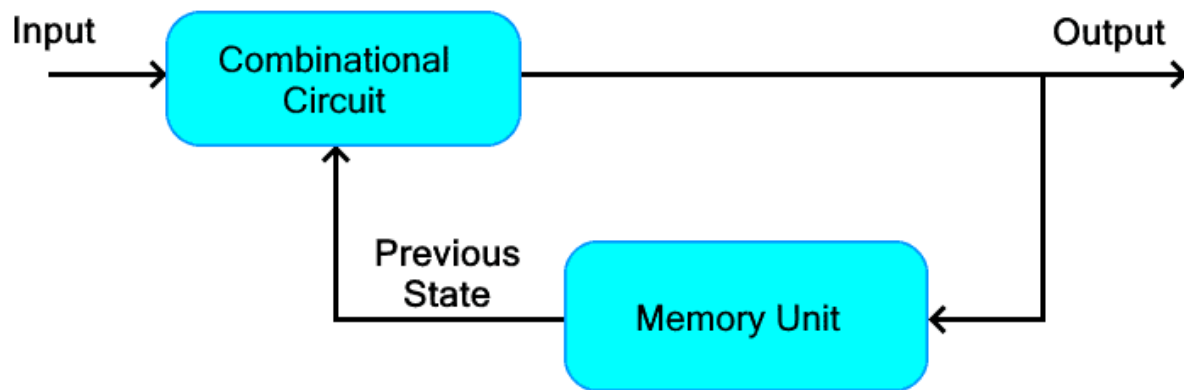 Input
Combinational
Circuit
Output
Previous
State
Memory Unit